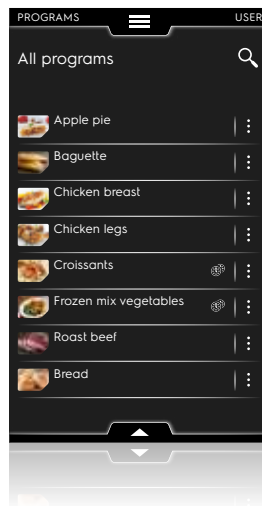 PROGRAMS USER
All programs
Apple pie
Baguette
Chicken breast
Chicken legs
Croissants
Frozen mix vegetables
Roast beef
Bread